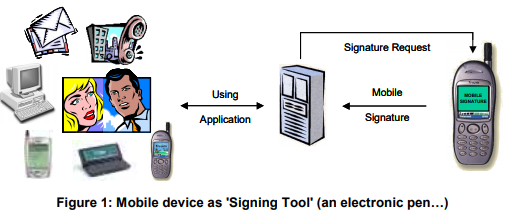 Signature Request
Using
Application
Mobile
Signature
MOBILE
SIGNATURE
Figure 1: Mobile device as 'Signing Tool' (an electronic pen…)